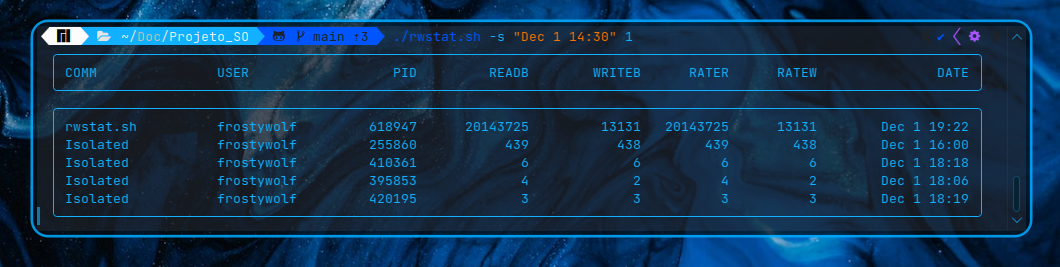 ~/Doc/Projeto_SO main ↑3 ./rwstat.sh -s "Dec 1 14:30" 1 ✔
COMM USER PID READB WRITEB RATER RATEW DATE
rwstat.sh frostywolf 618947 20143725 13131 20143725 13131 Dec 1 19:22
Isolated frostywolf 255860 439 438 439 438 Dec 1 16:00
Isolated frostywolf 410361 6 6 6 6 Dec 1 18:18
Isolated frostywolf 395853 4 2 4 2 Dec 1 18:06
Isolated frostywolf 420195 3 3 3 3 Dec 1 18:19